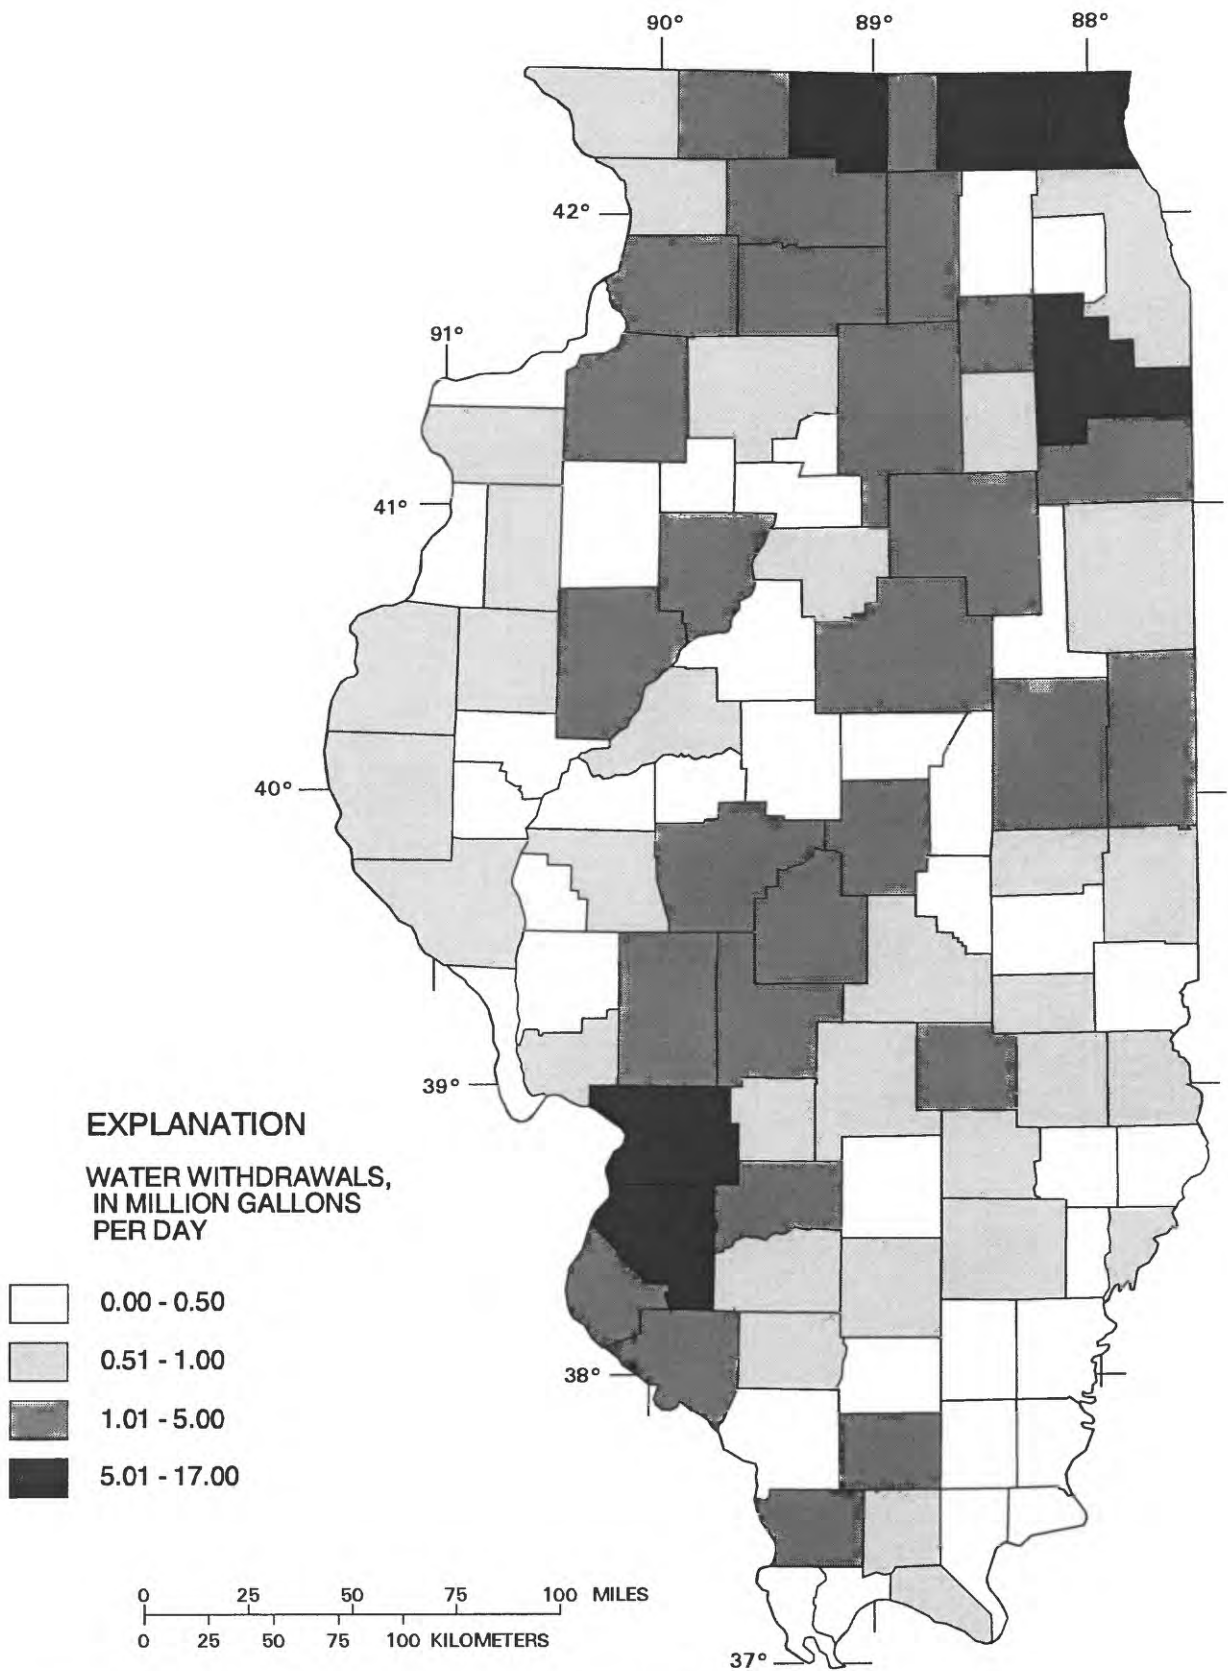 90° 89° 88°
42°
91°
41°
40°
39°
EXPLANATION
WATER WITHDRAWALS,
IN MILLION GALLONS
PER DAY
0.00 - 0.50
0.51 - 1.00
1.01 - 5.00
5.01 - 17.00
38°
0 25 50 75 100 MILES
0 25 50 75 100 KILOMETERS
37°